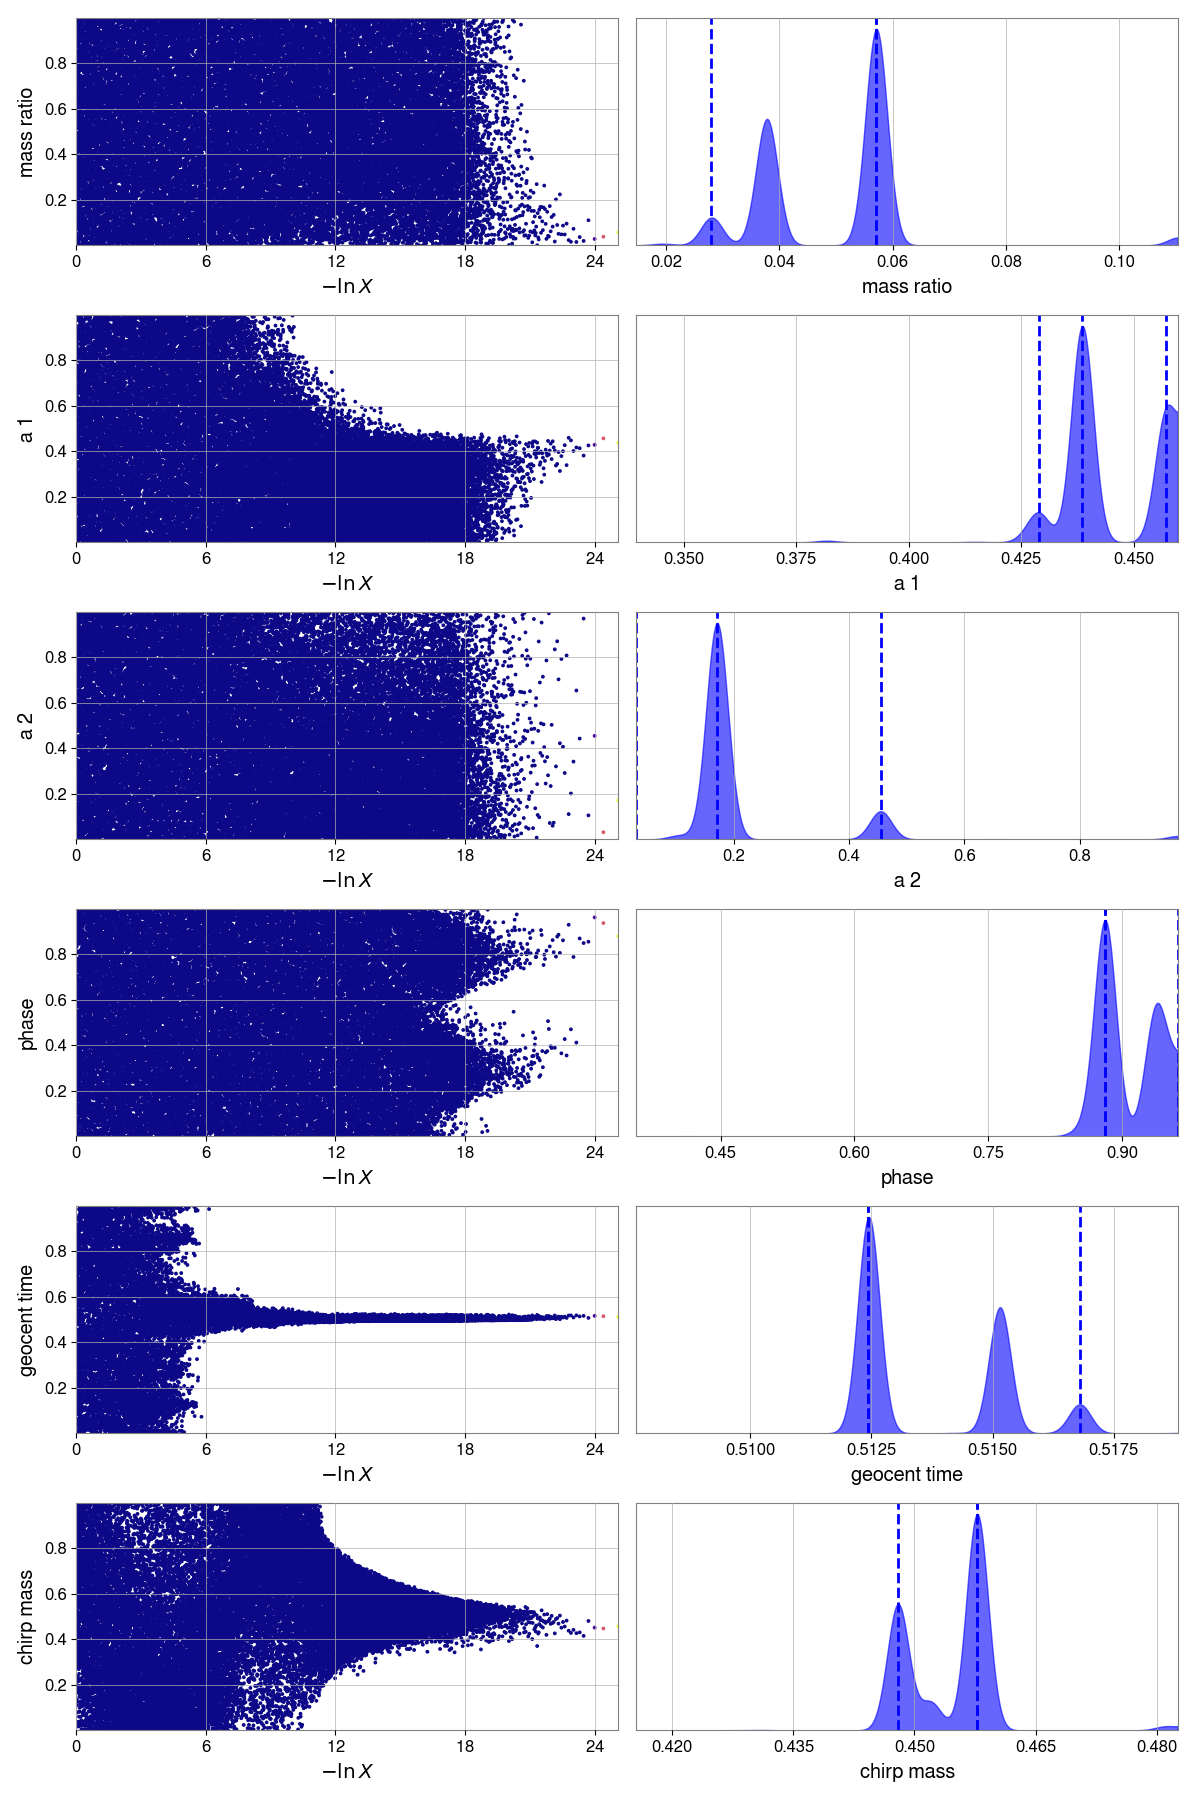 mass ratio
0.8
0.6
0.4
0.2
0 6 12 18 24
−ln X
0.02 0.04 0.06 0.08 0.10
mass ratio
a 1
0.8
0.6
0.4
0.2
0 6 12 18 24
−ln X
0.350 0.375 0.400 0.425 0.450
a 1
a 2
0.8
0.6
0.4
0.2
0 6 12 18 24
−ln X
0.2 0.4 0.6 0.8
a 2
phase
0.8
0.6
0.4
0.2
0 6 12 18 24
−ln X
0.45 0.60 0.75 0.90
phase
geocent time
0.8
0.6
0.4
0.2
0 6 12 18 24
−ln X
0.5100 0.5125 0.5150 0.5175
geocent time
chirp mass
0.8
0.6
0.4
0.2
0 6 12 18 24
−ln X
0.420 0.435 0.450 0.465 0.480
chirp mass